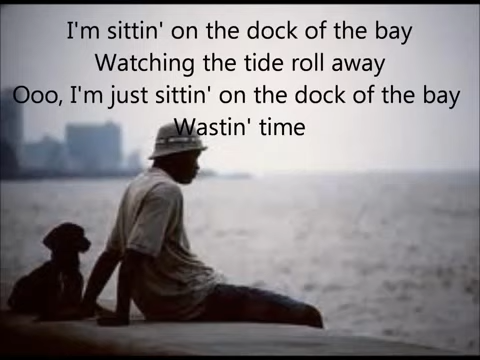 I'm sittin' on the dock of the bay
Watching the tide roll away
Ooo, I'm just sittin' on the dock of the bay
Wastin' time